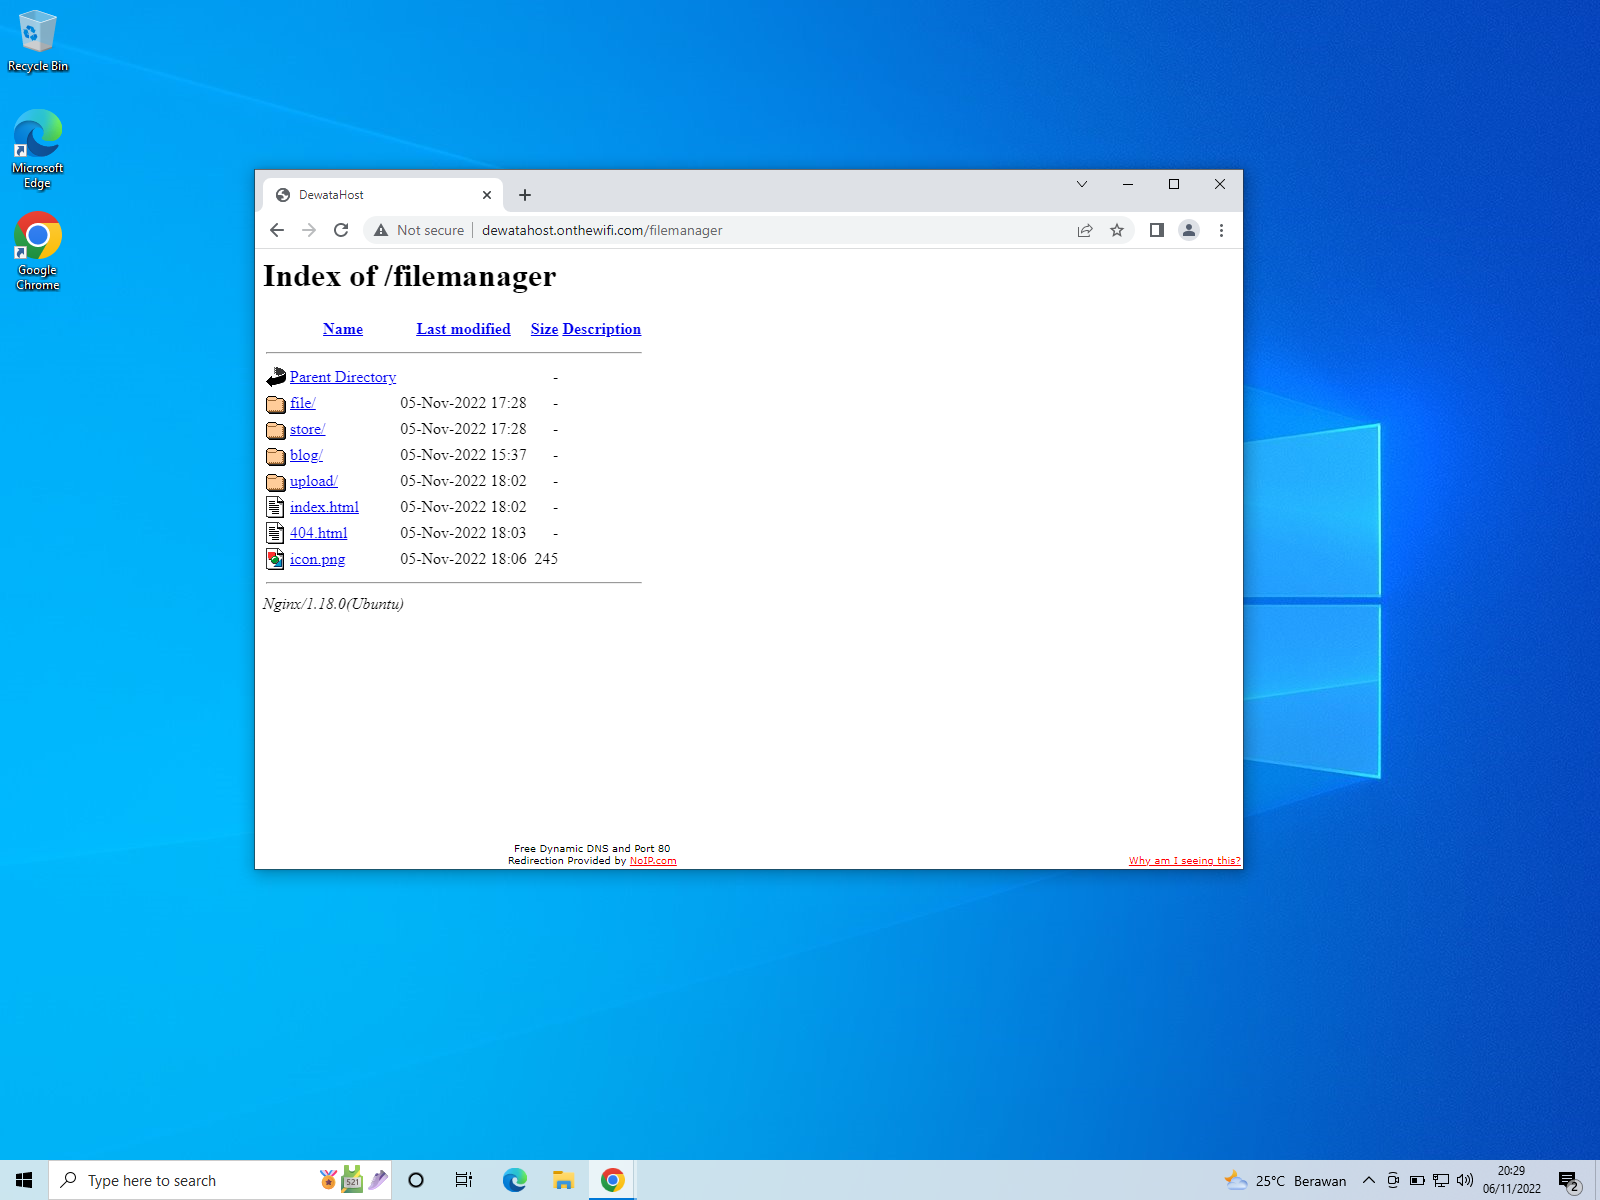 Recycle Bin
Microsoft
Edge
Google
Chrome
DewataHost
Not secure
dewatahost.onthewifi.com/filemanager
Index of /filemanager
Name Last modified Size Description
Parent Directory -
file/ 05-Nov-2022 17:28 -
store/ 05-Nov-2022 17:28 -
blog/ 05-Nov-2022 15:37 -
upload/ 05-Nov-2022 18:02 -
index.html 05-Nov-2022 18:02 -
404.html 05-Nov-2022 18:03 -
icon.png 05-Nov-2022 18:06 245
Nginx/1.18.0(Ubuntu)
Free Dynamic DNS and Port 80
Redirection Provided by NoIP.com
Why am I seeing this?
Type here to search
521
25°C Berawan
20:29
06/11/2022
2